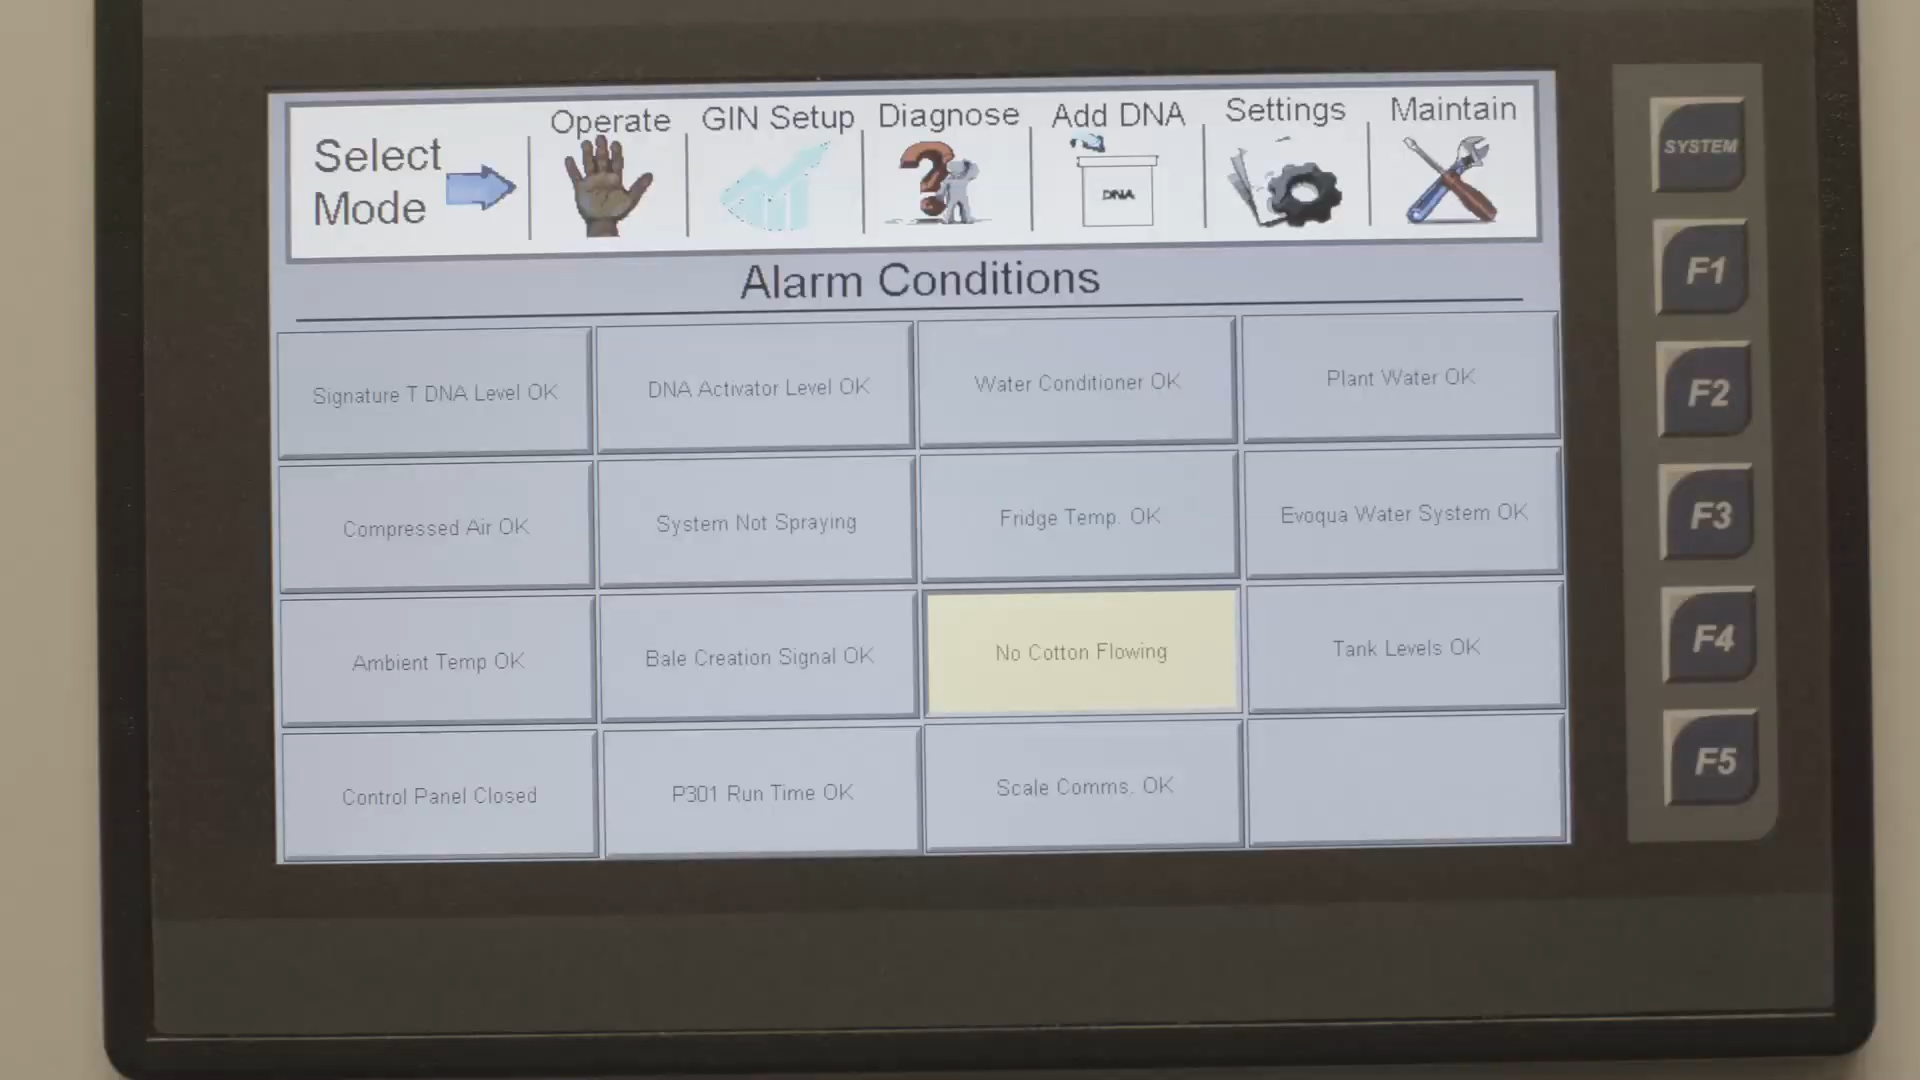 Select Mode
Operate
GIN Setup
Diagnose
Add DNA
Settings
Maintain
DNA
Alarm Conditions
Signature T DNA Level OK
DNA Activator Level OK
Water Conditioner OK
Plant Water OK
Compressed Air OK
System Not Spraying
Fridge Temp. OK
Evoqua Water System OK
Ambient Temp OK
Bale Creation Signal OK
No Cotton Flowing
Tank Levels OK
Control Panel Closed
P301 Run Time OK
Scale Comms. OK
SYSTEM
F1
F2
F3
F4
F5